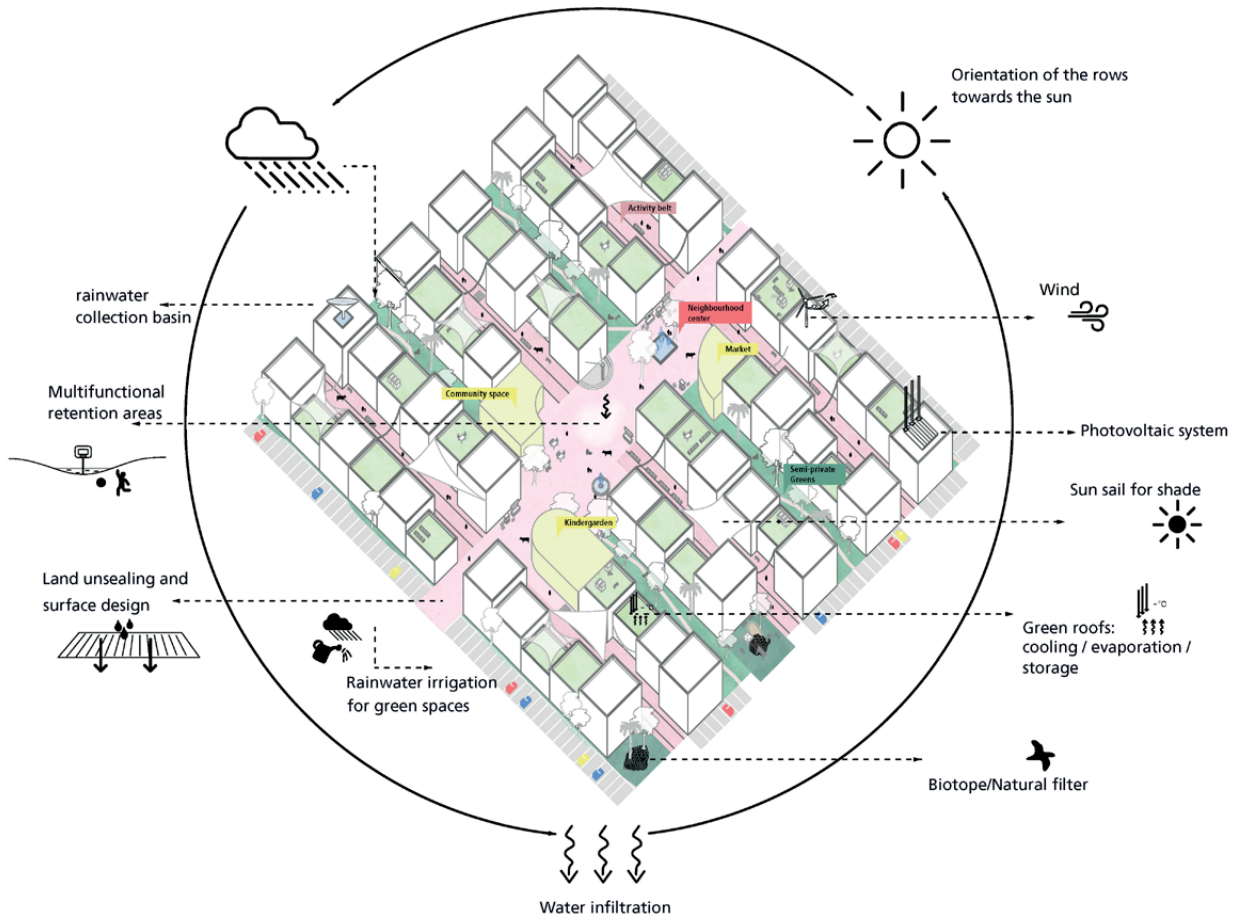 Orientation of the rows
towards the sun
Activity belt
rainwater
collection basin
Neighbourhood
center
Wind
Market
Multifunctional
retention areas
Community space
Photovoltaic system
Semi-private
Greens
Sun sail for shade
Kindergarden
Land unsealing and
surface design
-°C
-°C
Green roofs:
cooling / evaporation /
storage
Rainwater irrigation
for green spaces
Biotope/Natural filter
Water infiltration